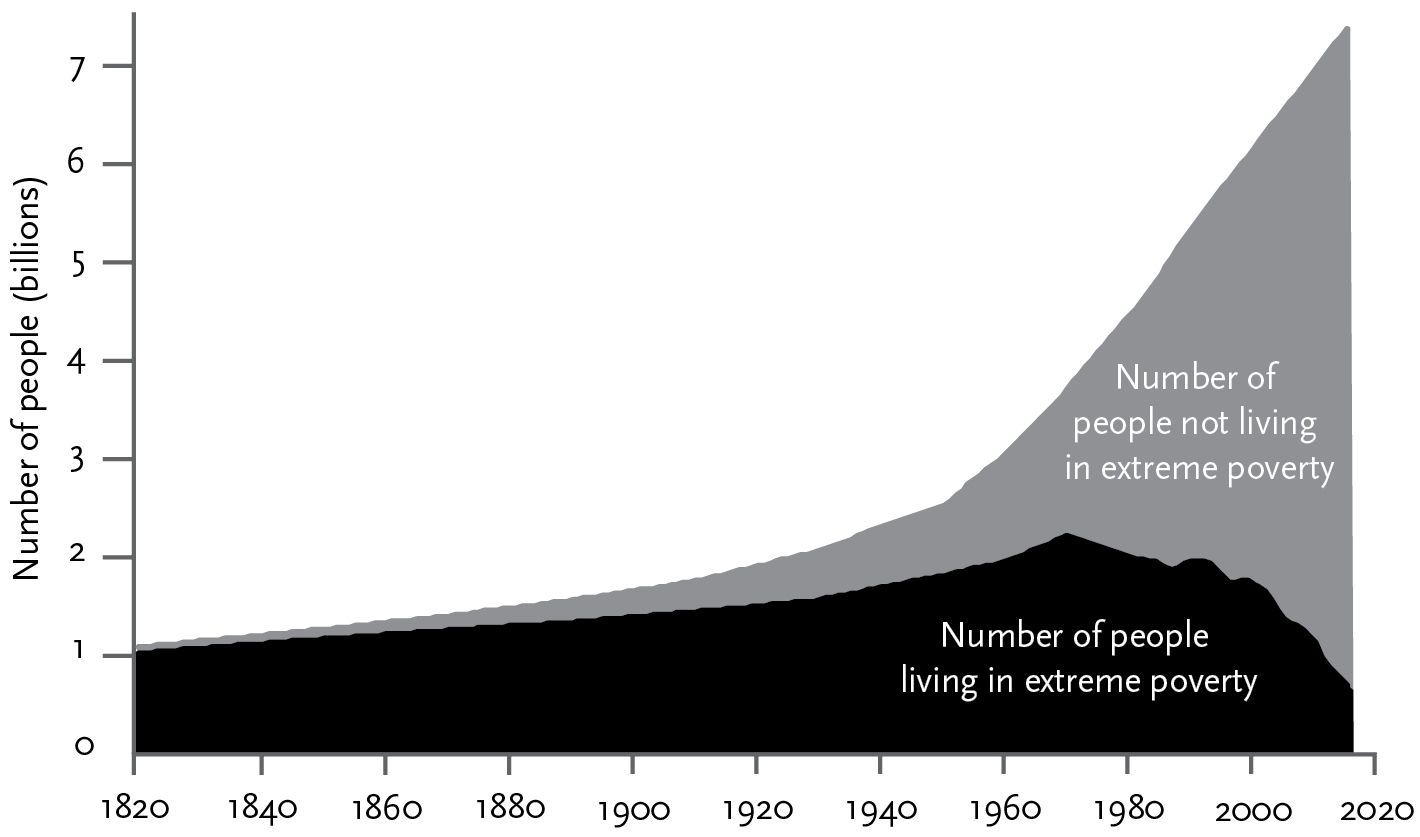 Number of people (billions)
7
6
5
4
3
2
1
0
Number of
people not living
in extreme poverty
Number of people
living in extreme poverty
1820 1840 1860 1880 1900 1920 1940 1960 1980 2000 2020